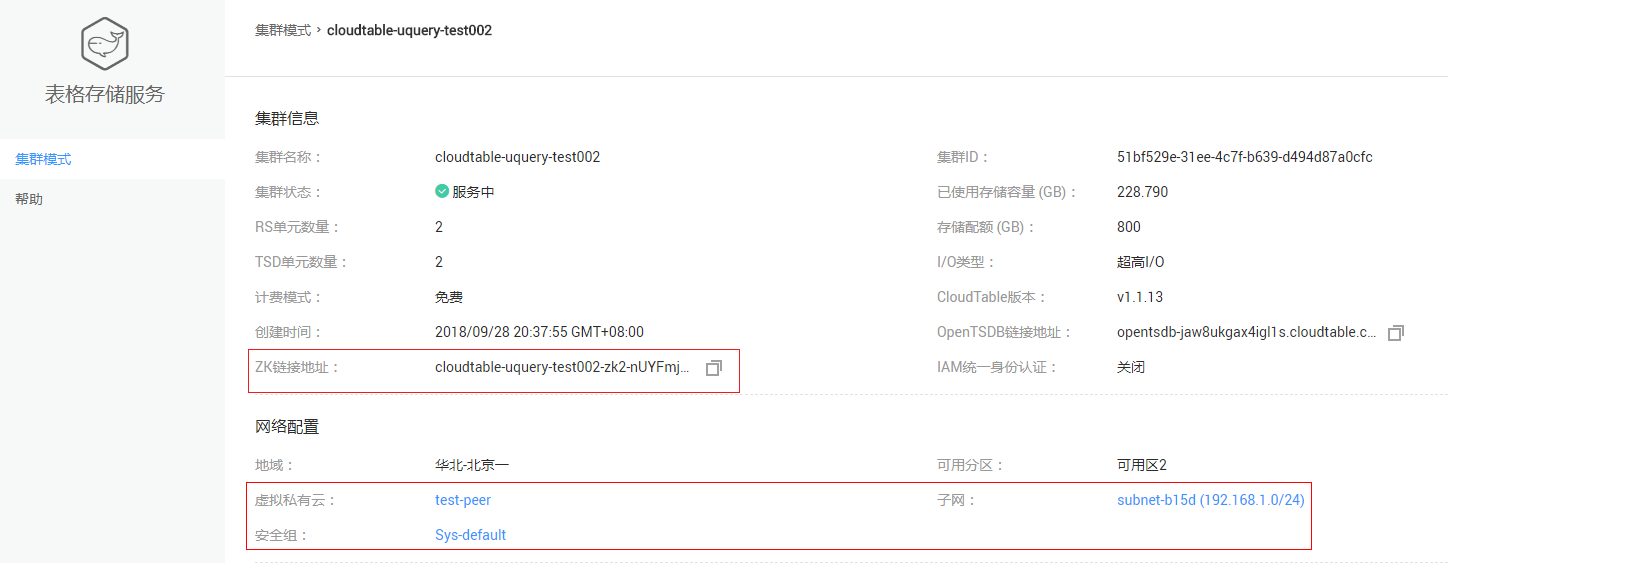 表格存储服务
集群模式
帮助
集群模式 › cloudtable-uquery-test002
集群信息
集群名称： cloudtable-uquery-test002 集群ID： 51bf529e-31ee-4c7f-b639-d494d87a0cfc
集群状态： 服务中 已使用存储容量 (GB)： 228.790
RS单元数量： 2 存储配额 (GB)： 800
TSD单元数量： 2 I/O类型： 超高I/O
计费模式： 免费 CloudTable版本： v1.1.13
创建时间： 2018/09/28 20:37:55 GMT+08:00 OpenTSDB链接地址： opentsdb-jaw8ukgax4igl1s.cloudtable.c...
ZK链接地址： cloudtable-uquery-test002-zk2-nUYFmj... IAM统一身份认证： 关闭
网络配置
地域： 华北-北京一 可用分区： 可用区2
虚拟私有云： test-peer 子网： subnet-b15d (192.168.1.0/24)
安全组： Sys-default